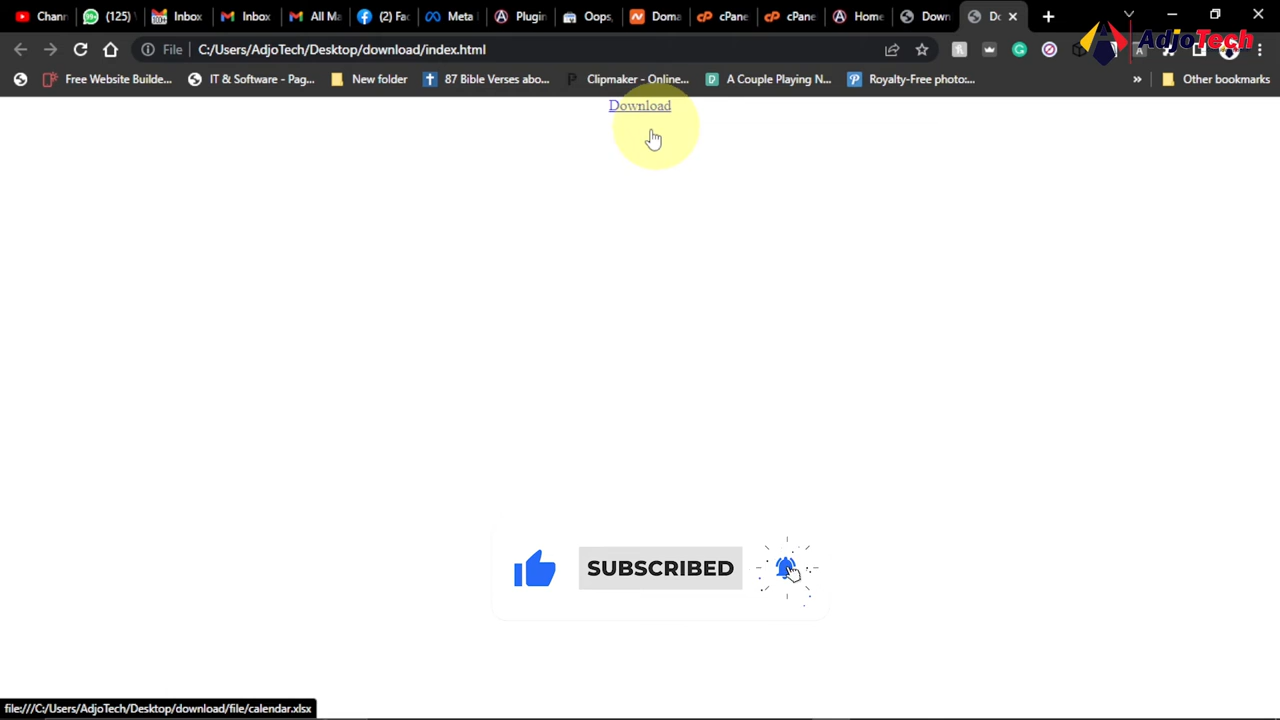 Chann
(125)
Inbox
Inbox
All Ma
(2) Fac
Meta
Plugin
Oops,
Doma
cPane
cPane
Home
Down
Do
File
C:/Users/AdjoTech/Desktop/download/index.html
AdjoTech
Free Website Builde...
IT & Software - Pag...
New folder
87 Bible Verses abo...
Clipmaker - Online...
A Couple Playing N...
Royalty-Free photo:...
»
Other bookmarks
Download
SUBSCRIBED
file:///C:/Users/AdjoTech/Desktop/download/file/calendar.xlsx